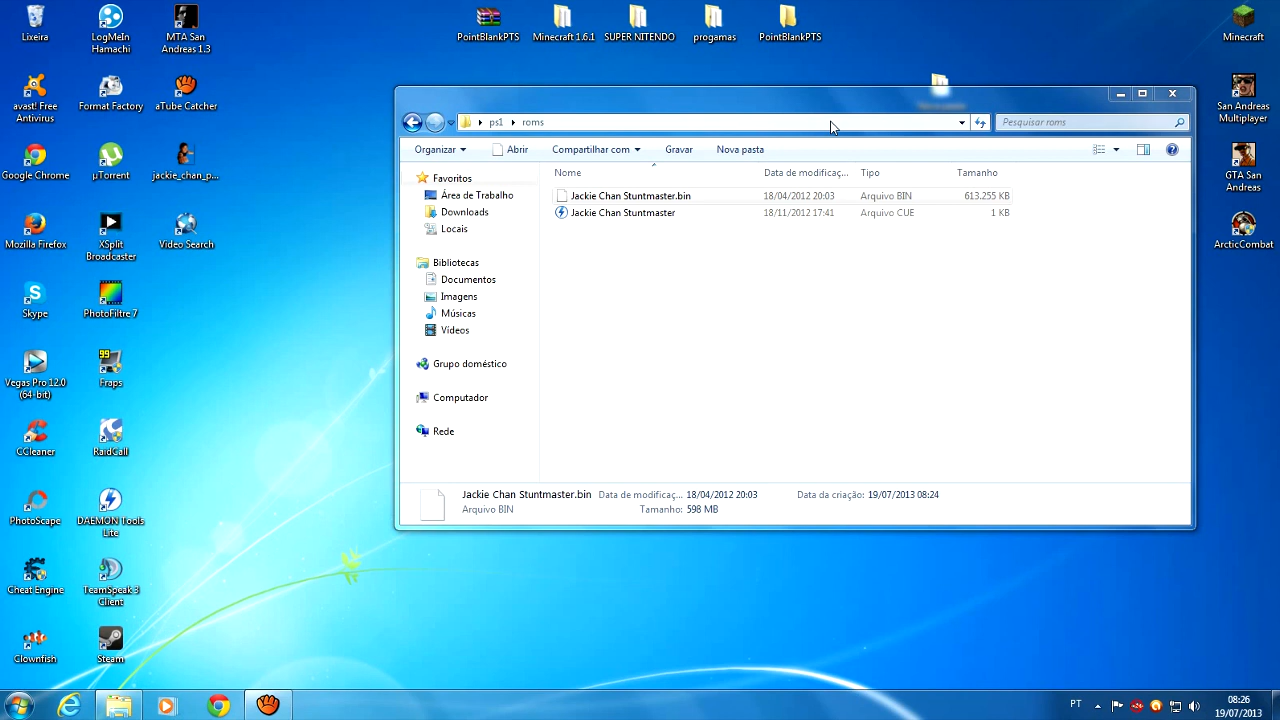 Lixeira
LogMeIn
Hamachi
MTA San
Andreas 1.3
PointBlankPTS
Minecraft 1.6.1
SUPER NITENDO
progamas
PointBlankPTS
Minecraft
avast! Free
Antivirus
Format Factory
aTube Catcher
San Andreas
Multiplayer
Google Chrome
µTorrent
jackie_chan_p...
GTA San
Andreas
Mozilla Firefox
XSplit
Broadcaster
Video Search
ArcticCombat
Skype
PhotoFiltre 7
Vegas Pro 12.0
(64-bit)
99
Fraps
CCleaner
RaidCall
PhotoScape
DAEMON Tools
Lite
Cheat Engine
TeamSpeak 3
Client
Clownfish
Steam
ps1 roms
Pesquisar roms
Organizar Abrir Compartilhar com Gravar Nova pasta
Favoritos
Área de Trabalho
Downloads
Locais
Bibliotecas
Documentos
Imagens
Músicas
Vídeos
Grupo doméstico
Computador
Rede
Nome Data de modificaç... Tipo Tamanho
Jackie Chan Stuntmaster.bin 18/04/2012 20:03 Arquivo BIN 613.255 KB
Jackie Chan Stuntmaster 18/11/2012 17:41 Arquivo CUE 1 KB
Jackie Chan Stuntmaster.bin Data de modificaç... 18/04/2012 20:03 Data da criação: 19/07/2013 08:24
Arquivo BIN Tamanho: 598 MB
PT
08:26
19/07/2013